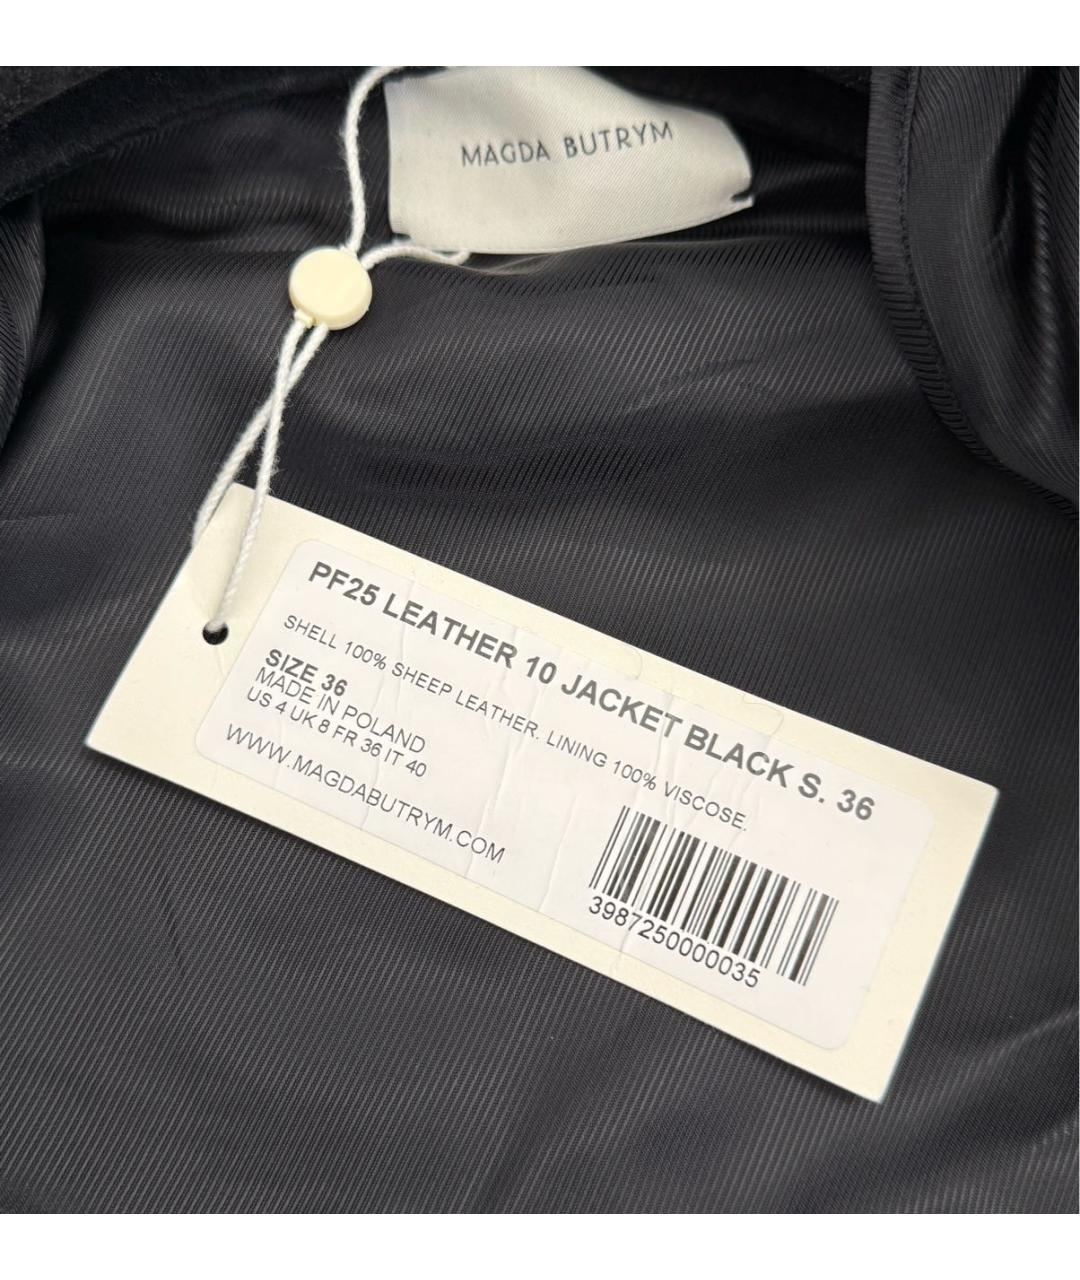 MAGDA BUTRYM
PF25 LEATHER 10 JACKET BLACK S. 36
SHELL 100% SHEEP LEATHER. LINING 100% VISCOSE.
SIZE 36
MADE IN POLAND
US 4 UK 8 FR 36 IT 40
WWW.MAGDABUTRYM.COM
3987250000035